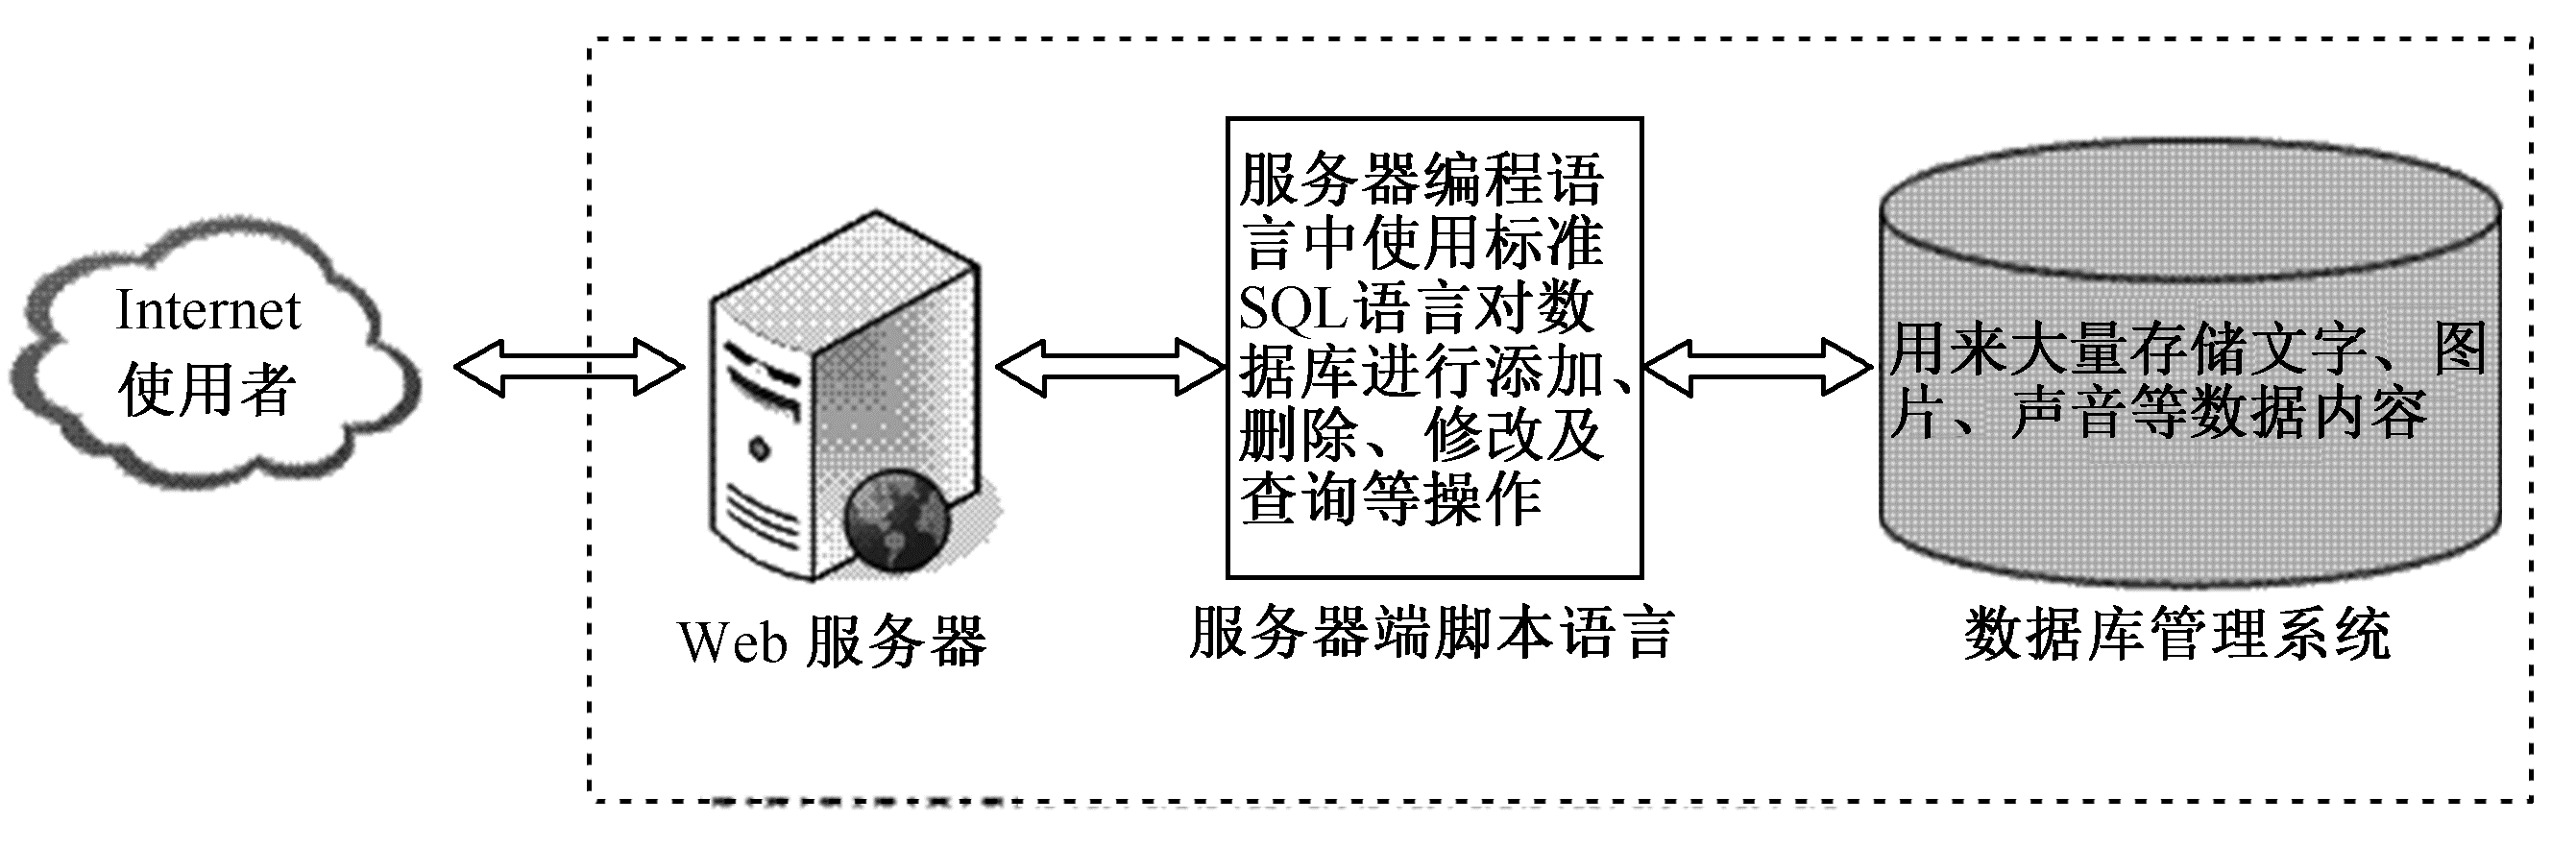 Internet
使用者
服务器编程语
言中使用标准
SQL语言对数
据库进行添加、
删除、修改及
查询等操作
用来大量存储文字、图
片、声音等数据内容
Web 服务器
服务器端脚本语言
数据库管理系统